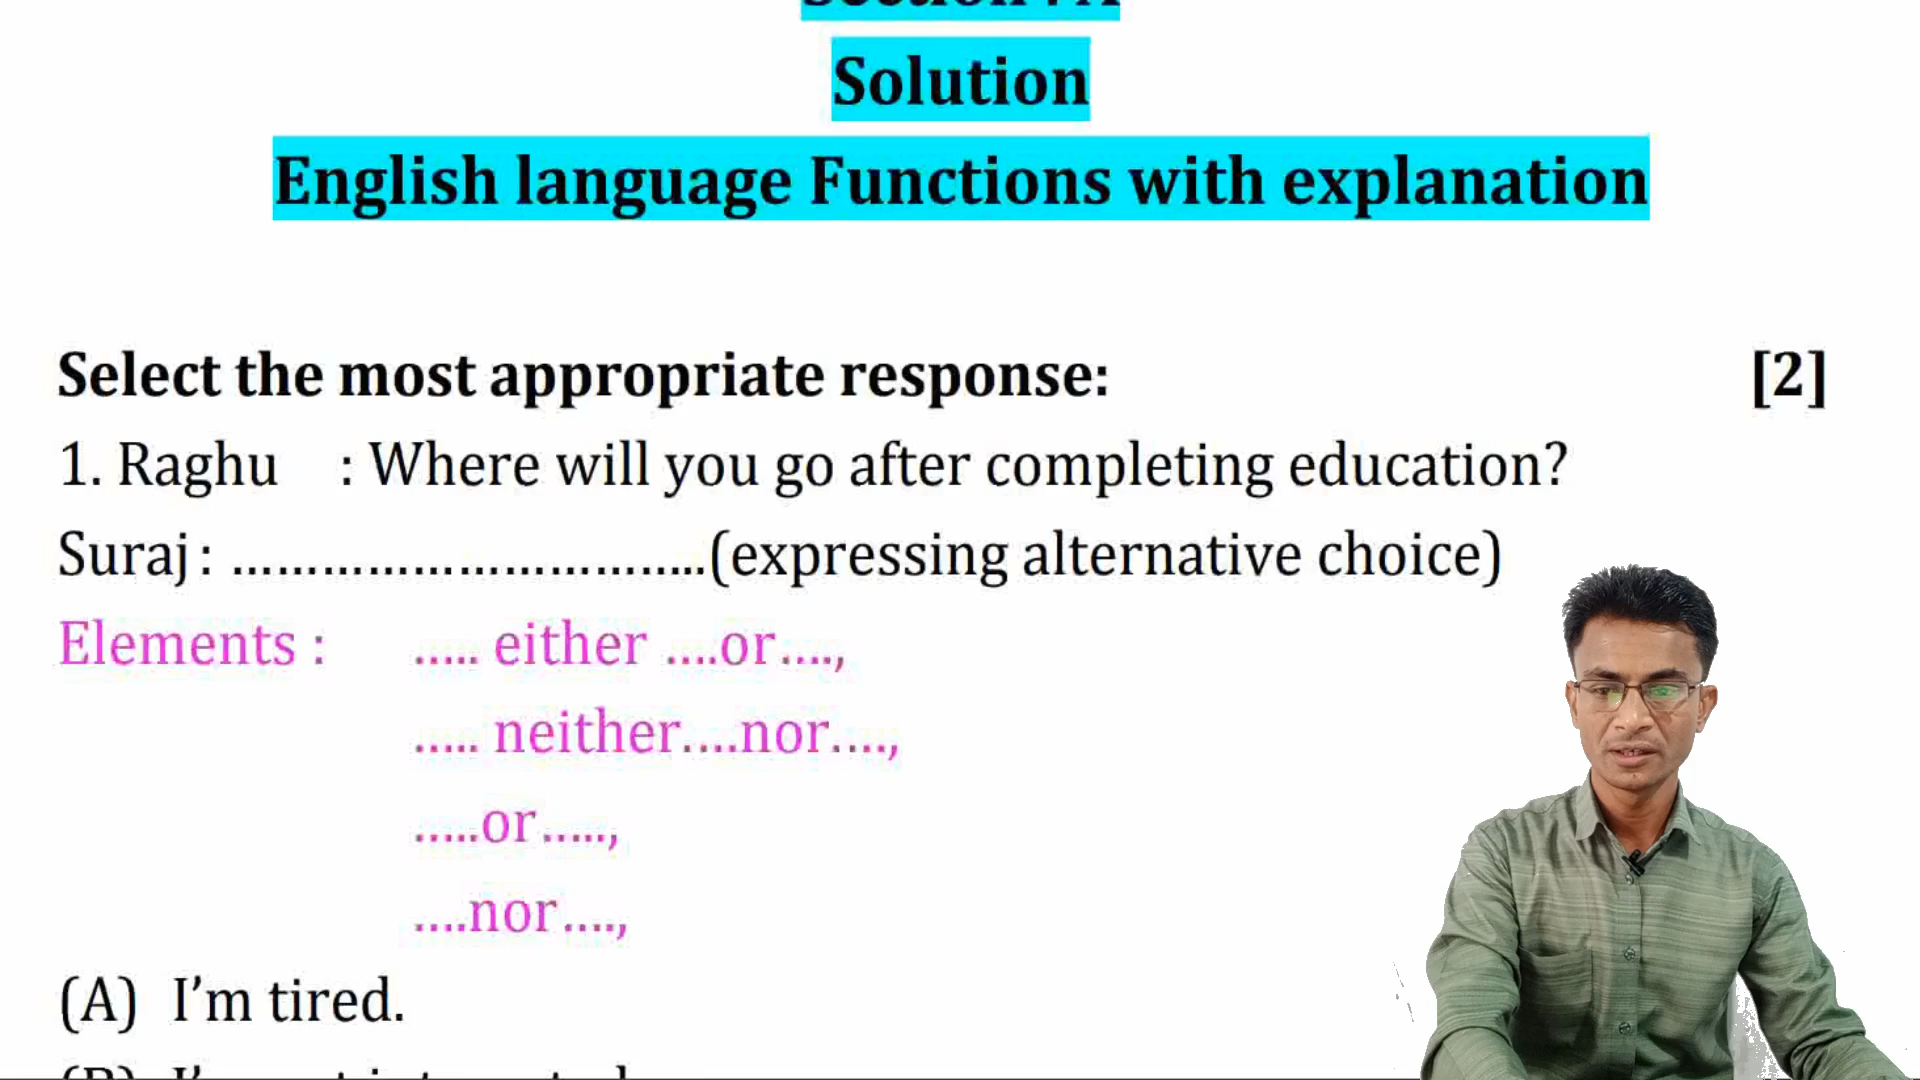 Solution
English language Functions with explanation
Select the most appropriate response: [2]
1. Raghu : Where will you go after completing education?
Suraj : ……………………………..(expressing alternative choice)
Elements : ….. either ….or….,
….. neither….nor….,
…..or…..,
….nor….,
(A) I’m tired.